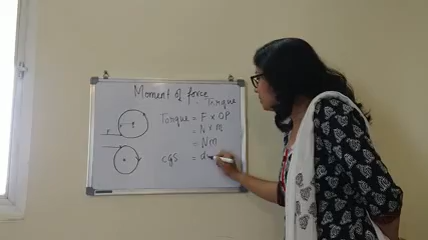 Moment of force
Torque
Torque = F × OP
= N × m
= Nm
CGS = d
F